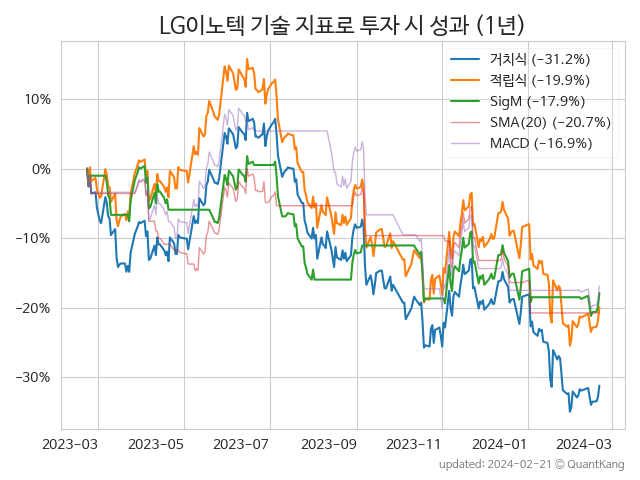 LG이노텍 기술 지표로 투자 시 성과 (1년)
거치식 (−31.2%)
적립식 (−19.9%)
SigM (−17.9%)
SMA(20) (−20.7%)
MACD (−16.9%)
10%
0%
−10%
−20%
−30%
2023-03 2023-05 2023-07 2023-09 2023-11 2024-01 2024-03
updated: 2024-02-21 © QuantKang